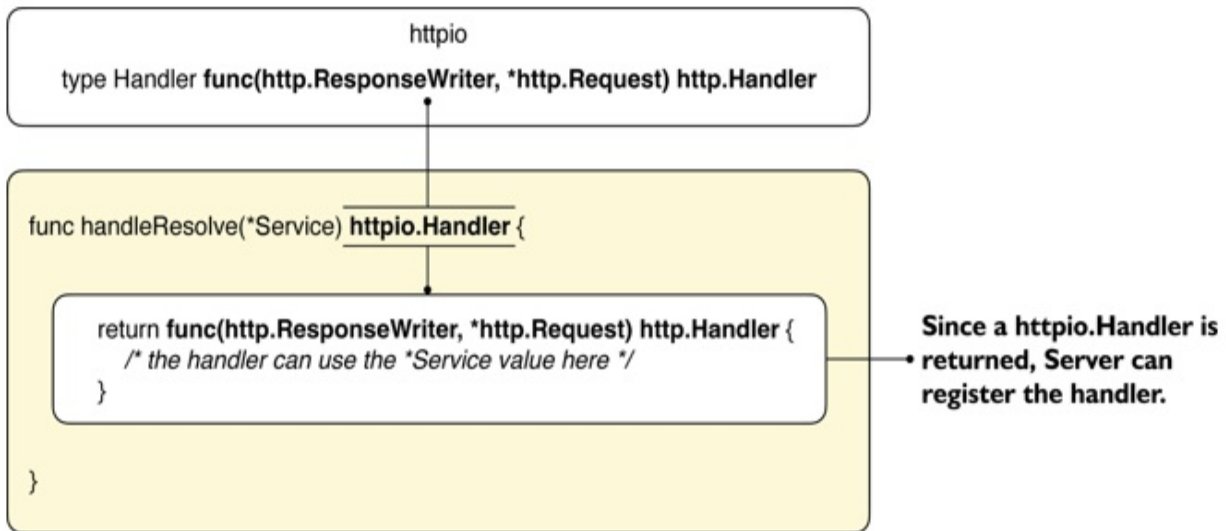 httpio
type Handler func(http.ResponseWriter, *http.Request) http.Handler
func handleResolve(*Service) httpio.Handler {
return func(http.ResponseWriter, *http.Request) http.Handler {
/* the handler can use the *Service value here */
}
}
Since a httpio.Handler is
returned, Server can
register the handler.